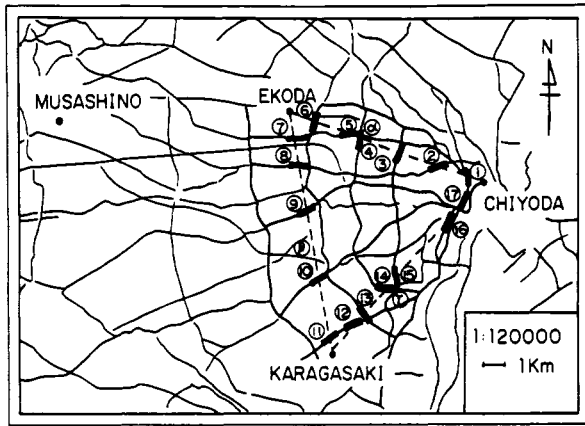 N
MUSASHINO
EKODA
⑥
⑦
⑤
α
④
③
②
①
⑧
⑰
CHIYODA
⑨
⑯
β
⑩
⑭
⑮
⑬
γ
⑫
⑪
KARAGASAKI
1:120000
1Km